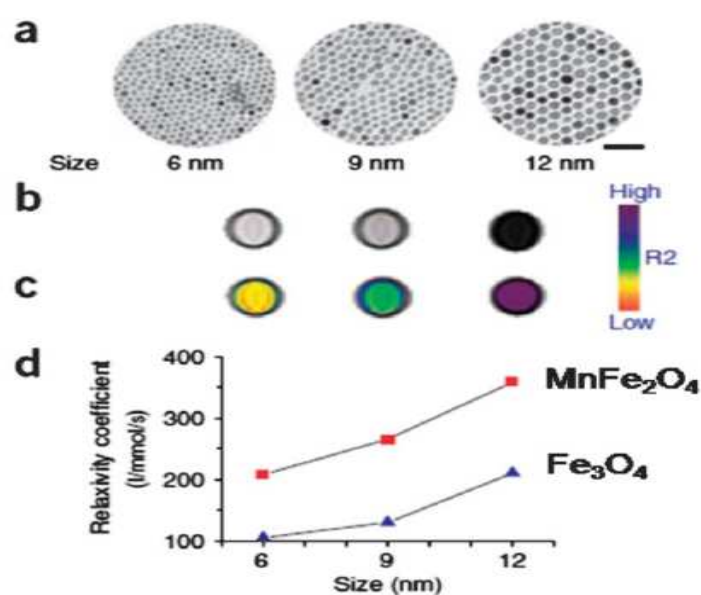 a
Size 6 nm 9 nm 12 nm
b
High
R2
c
Low
d
Relaxivity coefficient
(l/mmol/s)
400
MnFe₂O₄
300
Fe₃O₄
200
100
6 9 12
Size (nm)